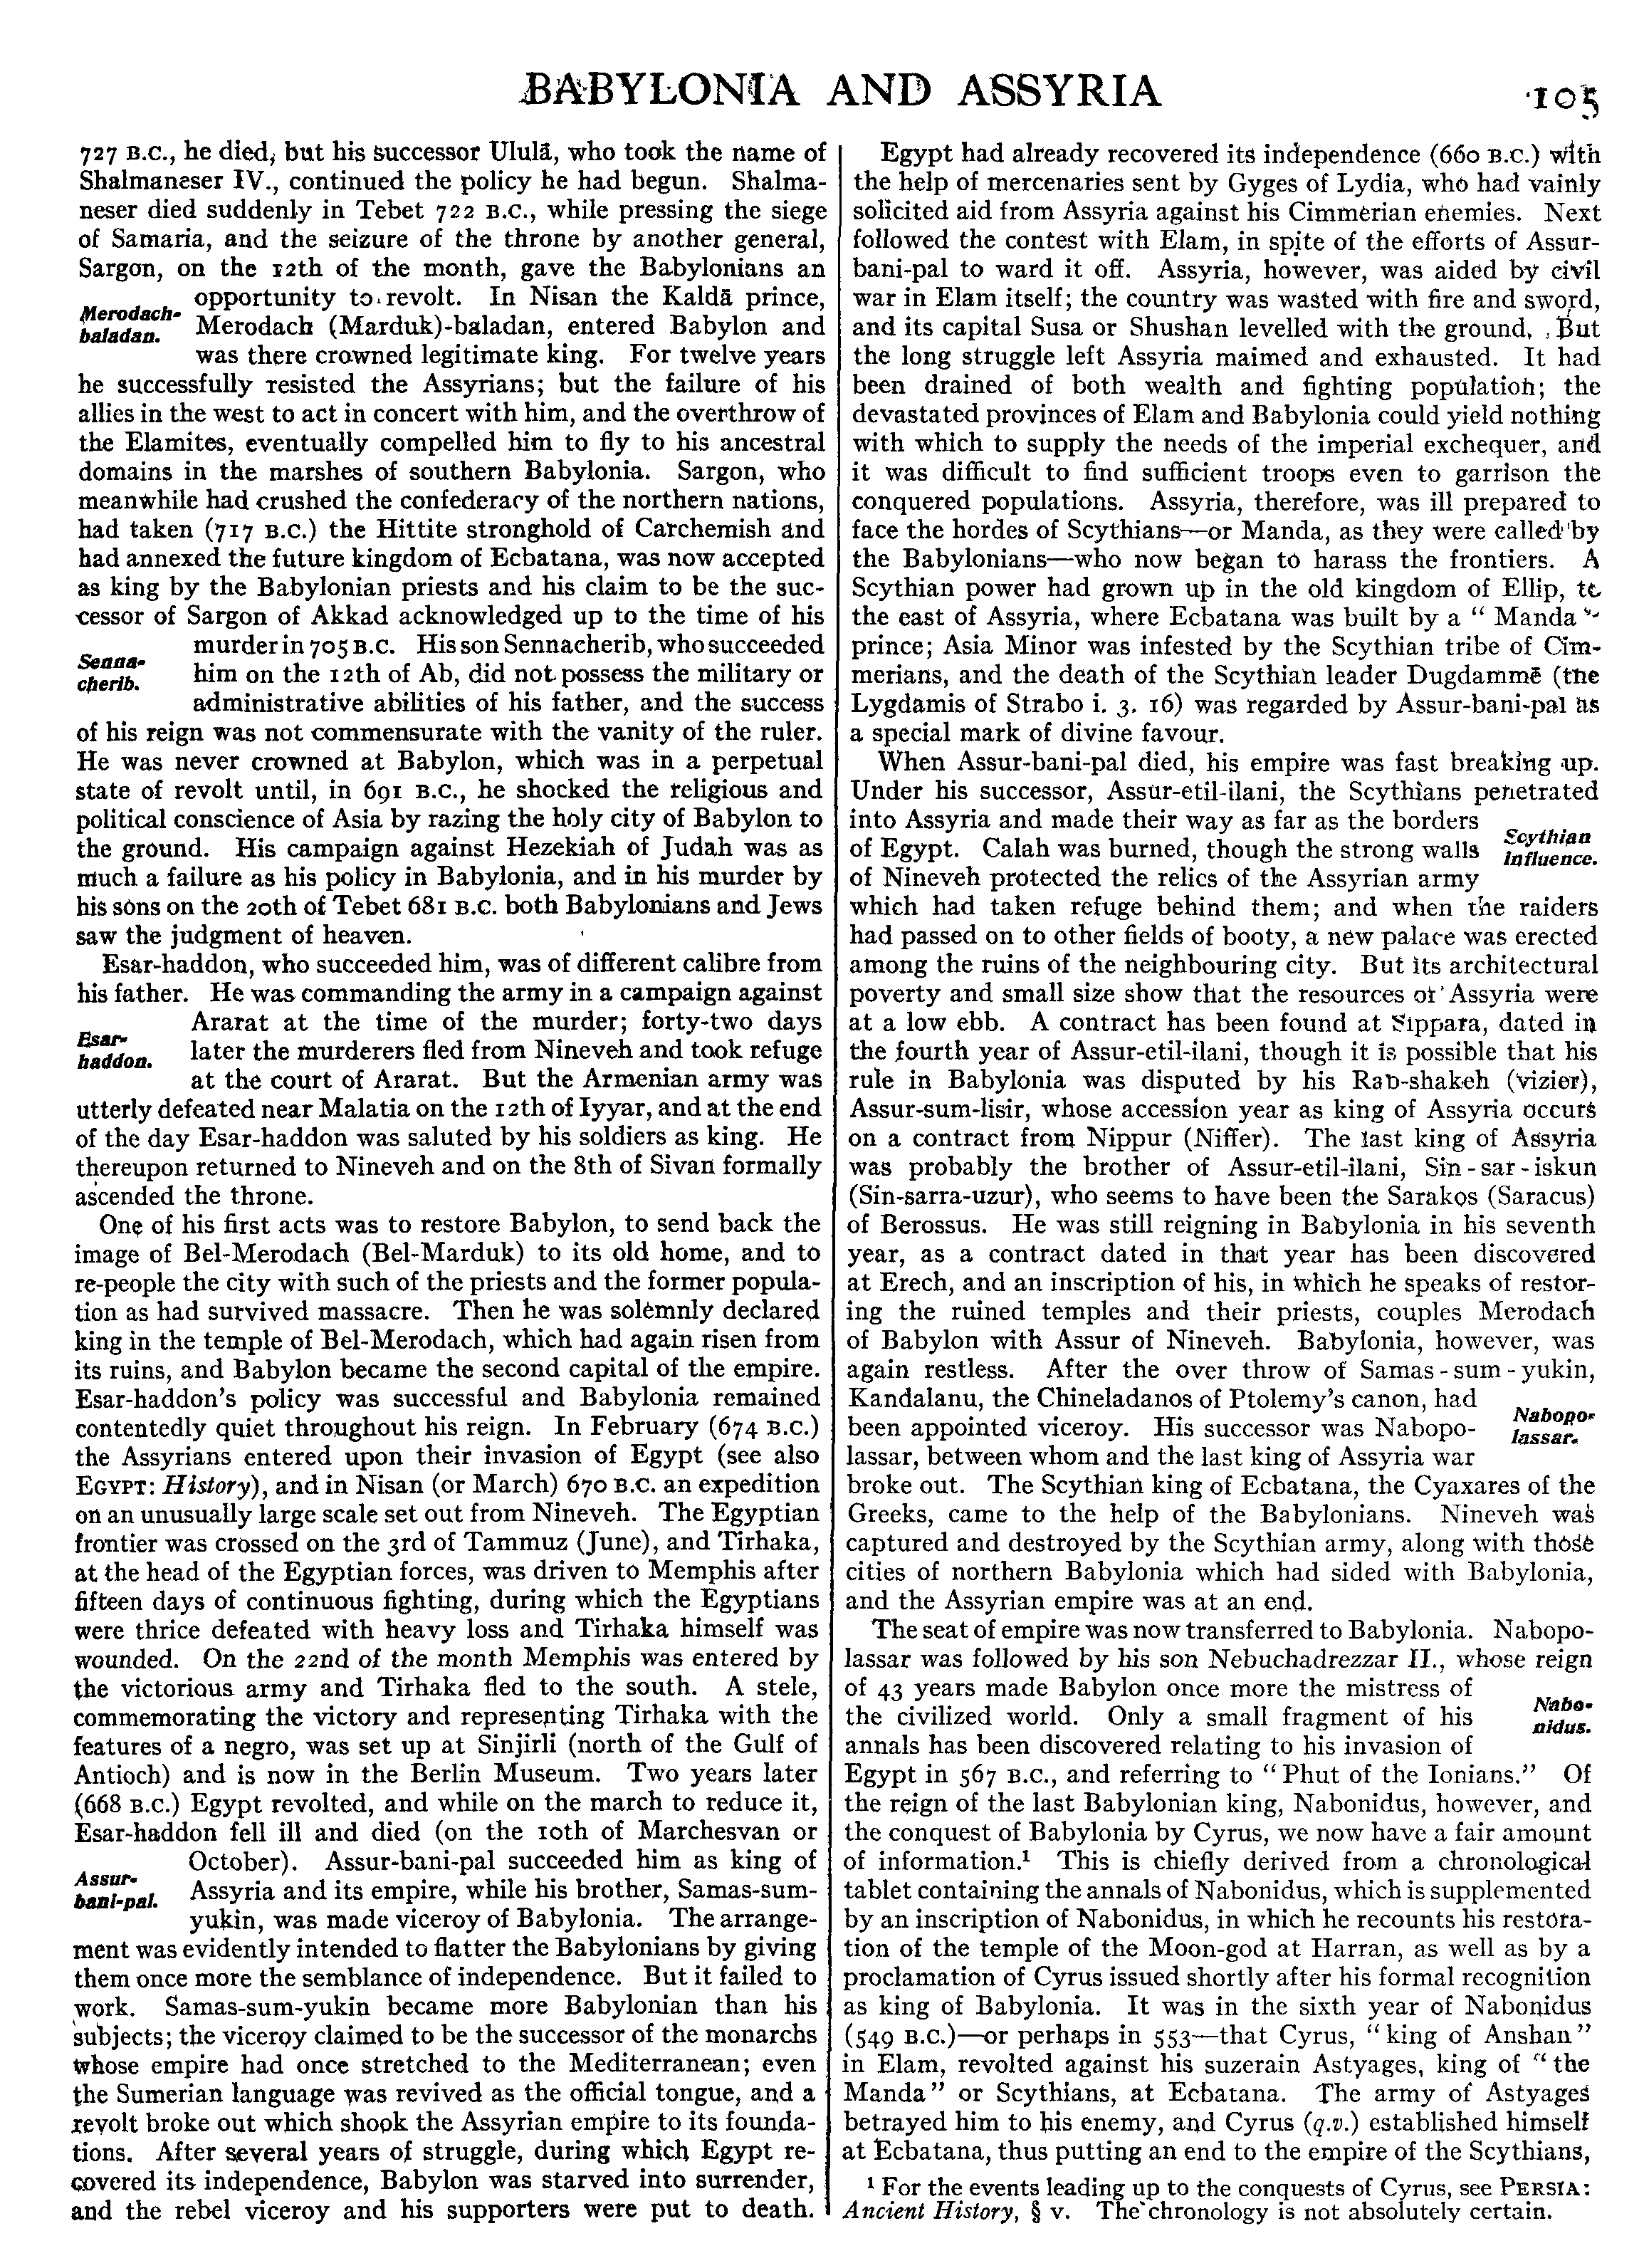 BABYLONIA AND ASSYRIA
105
727 B.C., he died, but his successor Ululā, who took the name of
Shalmaneser IV., continued the policy he had begun. Shalma-
neser died suddenly in Tebet 722 B.C., while pressing the siege
of Samaria, and the seizure of the throne by another general,
Sargon, on the 12th of the month, gave the Babylonians an
Merodach-
baladan.
opportunity to revolt. In Nisan the Kaldā prince,
Merodach (Marduk)-baladan, entered Babylon and
was there crowned legitimate king. For twelve years
he successfully resisted the Assyrians; but the failure of his
allies in the west to act in concert with him, and the overthrow of
the Elamites, eventually compelled him to fly to his ancestral
domains in the marshes of southern Babylonia. Sargon, who
meanwhile had crushed the confederacy of the northern nations,
had taken (717 B.C.) the Hittite stronghold of Carchemish and
had annexed the future kingdom of Ecbatana, was now accepted
as king by the Babylonian priests and his claim to be the suc-
cessor of Sargon of Akkad acknowledged up to the time of his
Senna-
cherib.
murder in 705 B.C. His son Sennacherib, who succeeded
him on the 12th of Ab, did not possess the military or
administrative abilities of his father, and the success
of his reign was not commensurate with the vanity of the ruler.
He was never crowned at Babylon, which was in a perpetual
state of revolt until, in 691 B.C., he shocked the religious and
political conscience of Asia by razing the holy city of Babylon to
the ground. His campaign against Hezekiah of Judah was as
much a failure as his policy in Babylonia, and in his murder by
his sons on the 20th of Tebet 681 B.C. both Babylonians and Jews
saw the judgment of heaven.
Esar-haddon, who succeeded him, was of different calibre from
his father. He was commanding the army in a campaign against
Esar-
haddon.
Ararat at the time of the murder; forty-two days
later the murderers fled from Nineveh and took refuge
at the court of Ararat. But the Armenian army was
utterly defeated near Malatia on the 12th of Iyyar, and at the end
of the day Esar-haddon was saluted by his soldiers as king. He
thereupon returned to Nineveh and on the 8th of Sivan formally
ascended the throne.
One of his first acts was to restore Babylon, to send back the
image of Bel-Merodach (Bel-Marduk) to its old home, and to
re-people the city with such of the priests and the former popula-
tion as had survived massacre. Then he was solemnly declared
king in the temple of Bel-Merodach, which had again risen from
its ruins, and Babylon became the second capital of the empire.
Esar-haddon's policy was successful and Babylonia remained
contentedly quiet throughout his reign. In February (674 B.C.)
the Assyrians entered upon their invasion of Egypt (see also
EGYPT: History), and in Nisan (or March) 670 B.C. an expedition
on an unusually large scale set out from Nineveh. The Egyptian
frontier was crossed on the 3rd of Tammuz (June), and Tirhaka,
at the head of the Egyptian forces, was driven to Memphis after
fifteen days of continuous fighting, during which the Egyptians
were thrice defeated with heavy loss and Tirhaka himself was
wounded. On the 22nd of the month Memphis was entered by
the victorious army and Tirhaka fled to the south. A stele,
commemorating the victory and representing Tirhaka with the
features of a negro, was set up at Sinjirli (north of the Gulf of
Antioch) and is now in the Berlin Museum. Two years later
(668 B.C.) Egypt revolted, and while on the march to reduce it,
Esar-haddon fell ill and died (on the 10th of Marchesvan or
Assur-
bani-pal.
October). Assur-bani-pal succeeded him as king of
Assyria and its empire, while his brother, Samas-sum-
yukin, was made viceroy of Babylonia. The arrange-
ment was evidently intended to flatter the Babylonians by giving
them once more the semblance of independence. But it failed to
work. Samas-sum-yukin became more Babylonian than his
subjects; the viceroy claimed to be the successor of the monarchs
whose empire had once stretched to the Mediterranean; even
the Sumerian language was revived as the official tongue, and a
revolt broke out which shook the Assyrian empire to its founda-
tions. After several years of struggle, during which Egypt re-
covered its independence, Babylon was starved into surrender,
and the rebel viceroy and his supporters were put to death.
Egypt had already recovered its independence (660 B.C.) with
the help of mercenaries sent by Gyges of Lydia, who had vainly
solicited aid from Assyria against his Cimmerian enemies. Next
followed the contest with Elam, in spite of the efforts of Assur-
bani-pal to ward it off. Assyria, however, was aided by civil
war in Elam itself; the country was wasted with fire and sword,
and its capital Susa or Shushan levelled with the ground. But
the long struggle left Assyria maimed and exhausted. It had
been drained of both wealth and fighting population; the
devastated provinces of Elam and Babylonia could yield nothing
with which to supply the needs of the imperial exchequer, and
it was difficult to find sufficient troops even to garrison the
conquered populations. Assyria, therefore, was ill prepared to
face the hordes of Scythians—or Manda, as they were called by
the Babylonians—who now began to harass the frontiers. A
Scythian power had grown up in the old kingdom of Ellip, to
the east of Assyria, where Ecbatana was built by a "Manda"
prince; Asia Minor was infested by the Scythian tribe of Cim-
merians, and the death of the Scythian leader Dugdammē (the
Lygdamis of Strabo i. 3. 16) was regarded by Assur-bani-pal as
a special mark of divine favour.
When Assur-bani-pal died, his empire was fast breaking up.
Under his successor, Assur-etil-ilani, the Scythians penetrated
into Assyria and made their way as far as the borders
of Egypt. Calah was burned, though the strong walls
of Nineveh protected the relics of the Assyrian army
Scythian
influence.
which had taken refuge behind them; and when the raiders
had passed on to other fields of booty, a new palace was erected
among the ruins of the neighbouring city. But its architectural
poverty and small size show that the resources of Assyria were
at a low ebb. A contract has been found at Sippara, dated in
the fourth year of Assur-etil-ilani, though it is possible that his
rule in Babylonia was disputed by his Rab-shakeh (vizier),
Assur-sum-lisir, whose accession year as king of Assyria occurs
on a contract from Nippur (Niffer). The last king of Assyria
was probably the brother of Assur-etil-ilani, Sin-sar-iskun
(Sin-sarra-uzur), who seems to have been the Sarakos (Saracus)
of Berossus. He was still reigning in Babylonia in his seventh
year, as a contract dated in that year has been discovered
at Erech, and an inscription of his, in which he speaks of restor-
ing the ruined temples and their priests, couples Merodach
of Babylon with Assur of Nineveh. Babylonia, however, was
again restless. After the over throw of Samas-sum-yukin,
Kandalanu, the Chineladanos of Ptolemy's canon, had
been appointed viceroy. His successor was Nabopo-
lassar, between whom and the last king of Assyria war
Nabopo-
lassar.
broke out. The Scythian king of Ecbatana, the Cyaxares of the
Greeks, came to the help of the Babylonians. Nineveh was
captured and destroyed by the Scythian army, along with those
cities of northern Babylonia which had sided with Babylonia,
and the Assyrian empire was at an end.
The seat of empire was now transferred to Babylonia. Nabopo-
lassar was followed by his son Nebuchadrezzar II., whose reign
of 43 years made Babylon once more the mistress of
the civilized world. Only a small fragment of his
annals has been discovered relating to his invasion of
Nabo-
nidus.
Egypt in 567 B.C., and referring to "Phut of the Ionians." Of
the reign of the last Babylonian king, Nabonidus, however, and
the conquest of Babylonia by Cyrus, we now have a fair amount
of information.¹ This is chiefly derived from a chronological
tablet containing the annals of Nabonidus, which is supplemented
by an inscription of Nabonidus, in which he recounts his restora-
tion of the temple of the Moon-god at Harran, as well as by a
proclamation of Cyrus issued shortly after his formal recognition
as king of Babylonia. It was in the sixth year of Nabonidus
(549 B.C.)—or perhaps in 553—that Cyrus, "king of Anshan"
in Elam, revolted against his suzerain Astyages, king of "the
Manda" or Scythians, at Ecbatana. The army of Astyages
betrayed him to his enemy, and Cyrus (q.v.) established himself
at Ecbatana, thus putting an end to the empire of the Scythians,
¹ For the events leading up to the conquests of Cyrus, see PERSIA:
Ancient History, § v. The chronology is not absolutely certain.